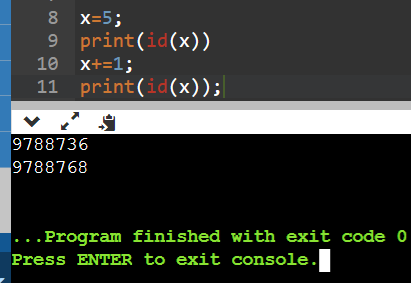 8 x=5;
9 print(id(x))
10 x+=1;
11 print(id(x));
9788736
9788768
...Program finished with exit code 0
Press ENTER to exit console.